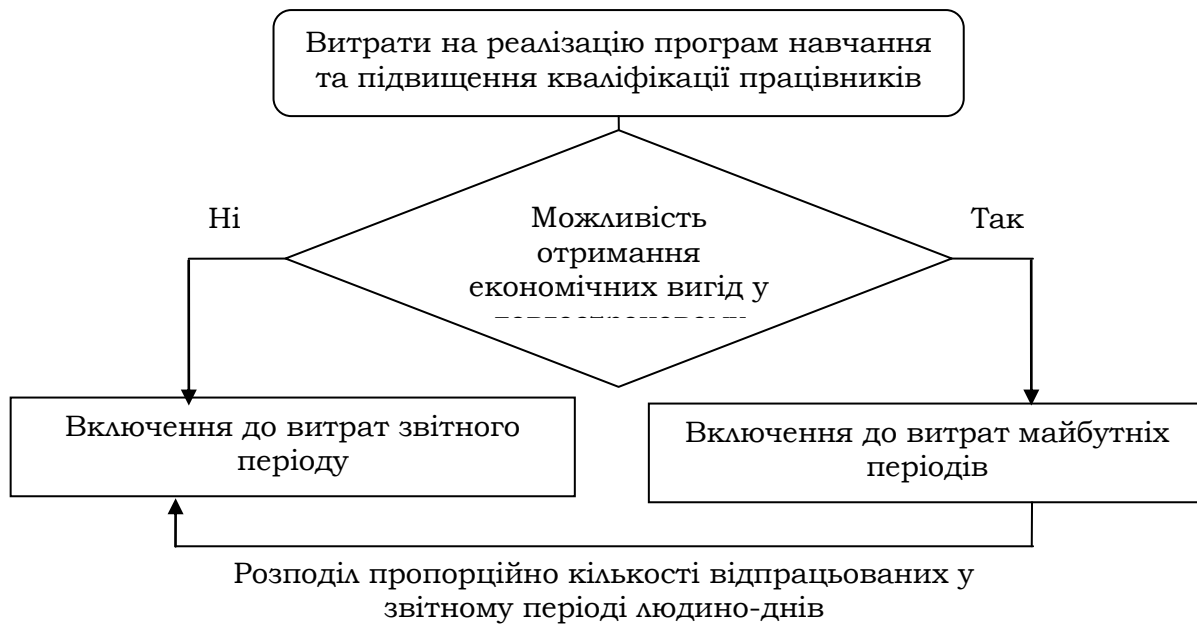 Витрати на реалізацію програм навчання
та підвищення кваліфікації працівників
Ні
Можливість
отримання
економічних вигід у
Так
Включення до витрат звітного
періоду
Включення до витрат майбутніх
періодів
Розподіл пропорційно кількості відпрацьованих у
звітному періоді людино-днів